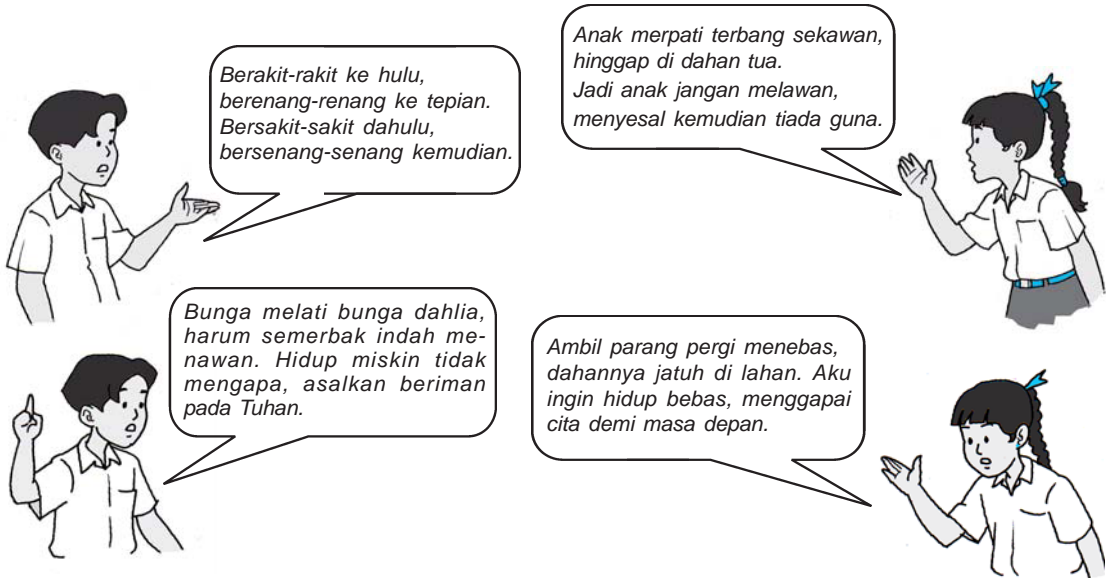 Berakit-rakit ke hulu,
berenang-renang ke tepian.
Bersakit-sakit dahulu,
bersenang-senang kemudian.
Anak merpati terbang sekawan,
hinggap di dahan tua.
Jadi anak jangan melawan,
menyesal kemudian tiada guna.
Bunga melati bunga dahlia,
harum semerbak indah me-
nawan. Hidup miskin tidak
mengapa, asalkan beriman
pada Tuhan.
Ambil parang pergi menebas,
dahannya jatuh di lahan. Aku
ingin hidup bebas, menggapai
cita demi masa depan.